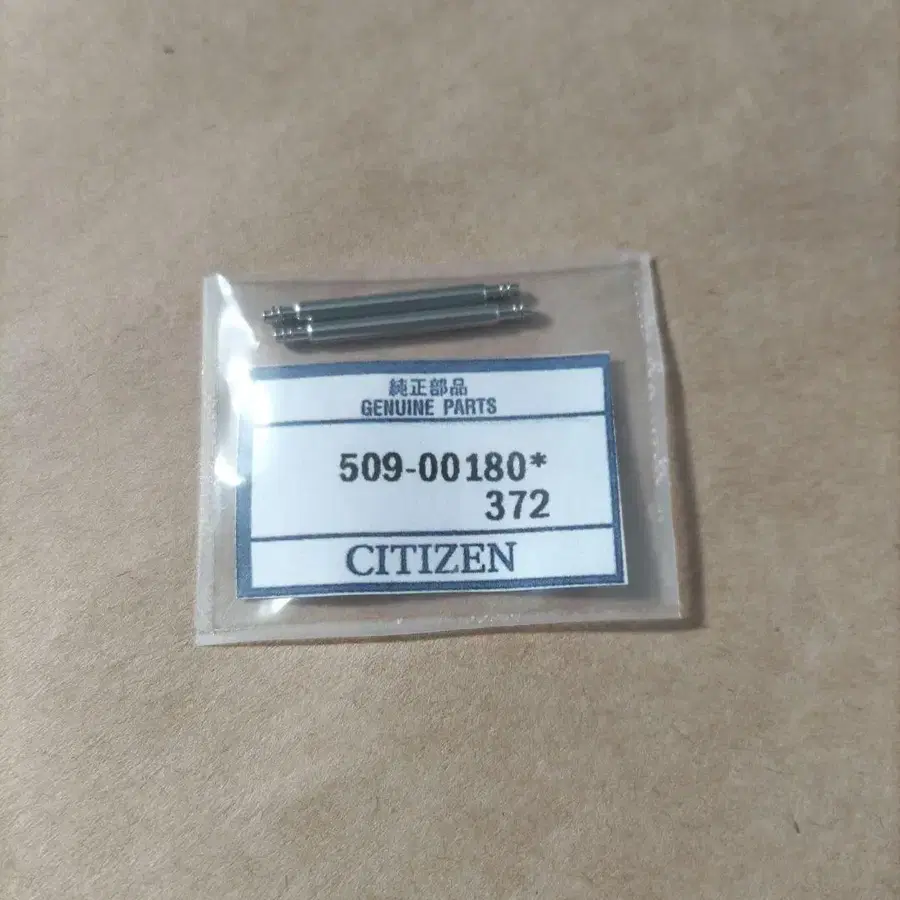 純正部品
GENUINE PARTS
509-00180*
372
CITIZEN